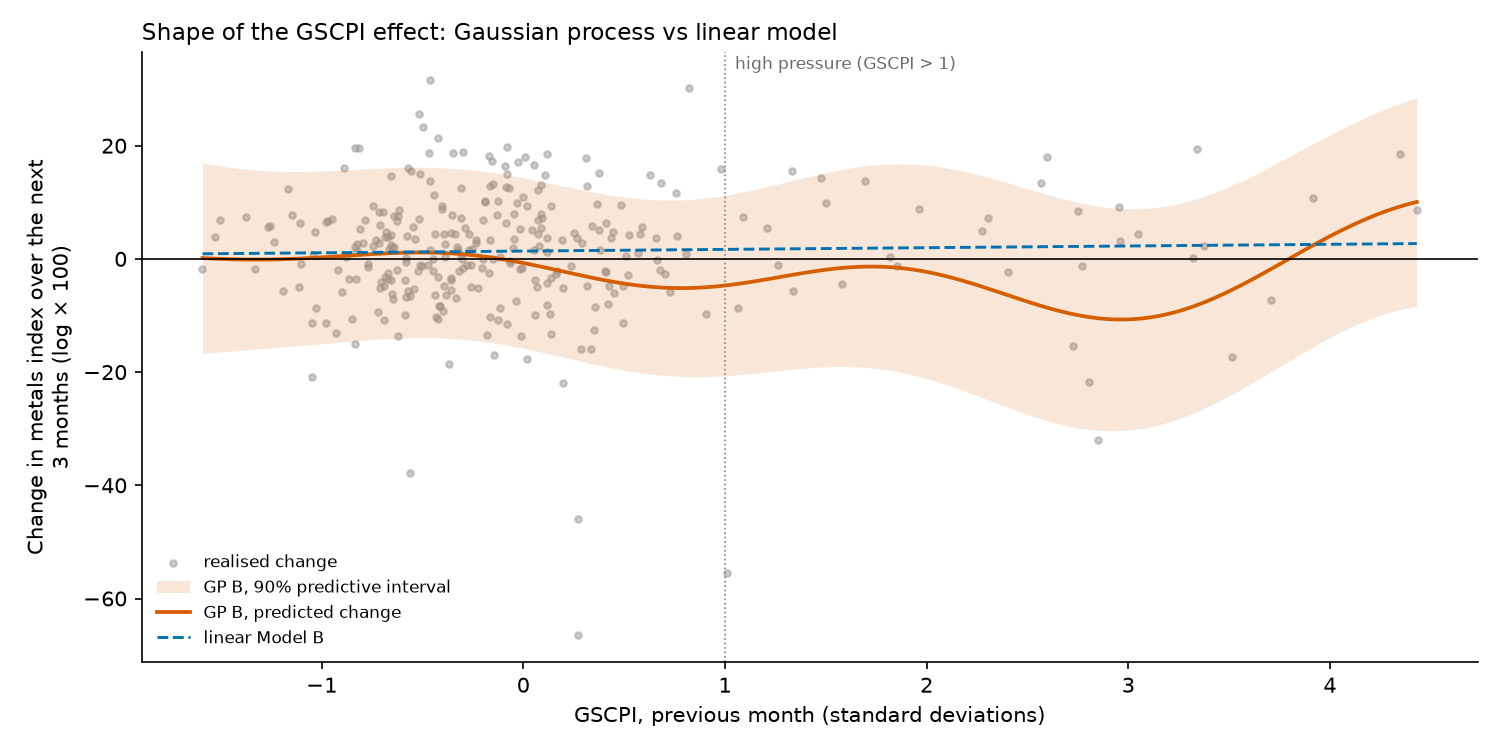 Shape of the GSCPI effect: Gaussian process vs linear model
high pressure (GSCPI > 1)
Change in metals index over the next
3 months (log × 100)
20
0
−20
−40
−60
realised change
GP B, 90% predictive interval
GP B, predicted change
linear Model B
−1
0
1
2
3
4
GSCPI, previous month (standard deviations)